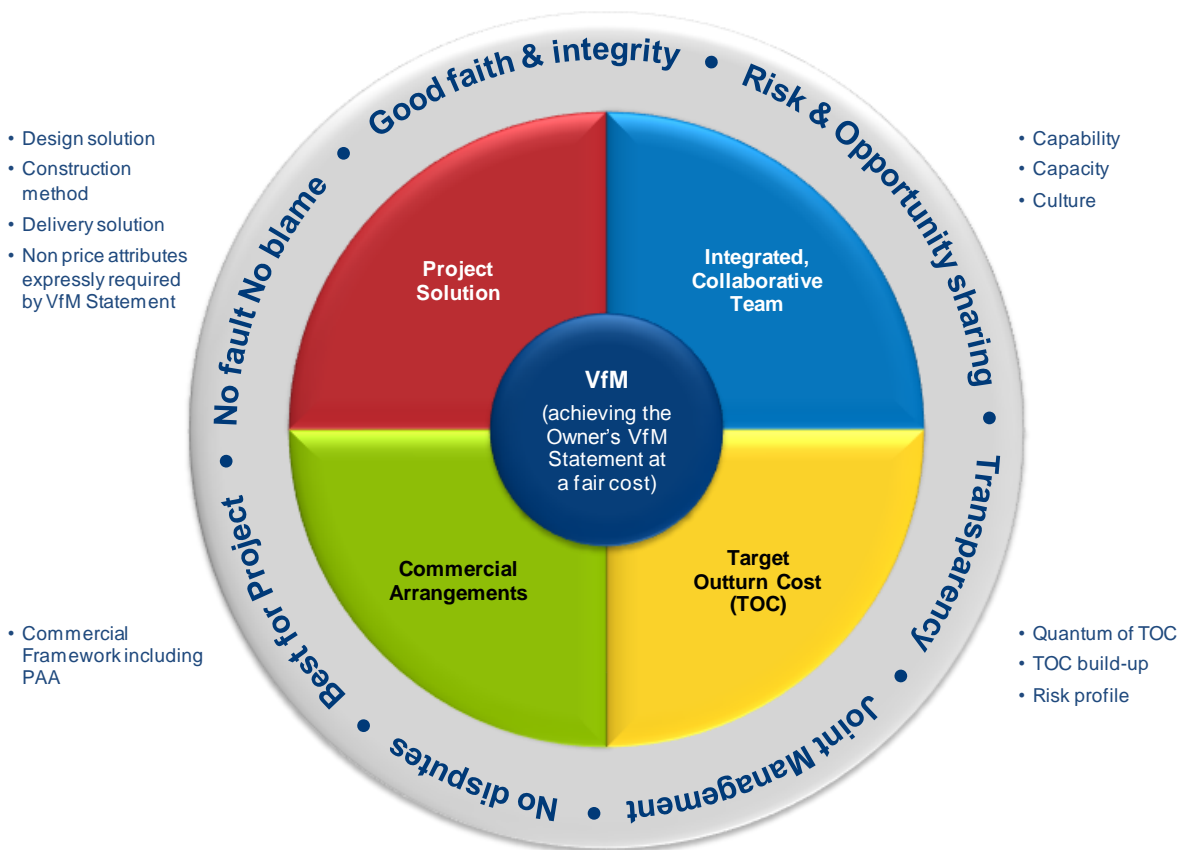 Good faith & integrity • Risk & Opportunity sharing • Transparency • Joint Management • No disputes • Best for Project • No fault No blame •
• Design solution
• Construction
method
• Delivery solution
• Non price attributes
expressly required
by VfM Statement
• Capability
• Capacity
• Culture
Project
Solution
Integrated,
Collaborative
Team
VfM
(achieving the
Owner's VfM
Statement at
a fair cost)
Commercial
Arrangements
Target
Outturn Cost
(TOC)
• Commercial
Framework including
PAA
• Quantum of TOC
• TOC build-up
• Risk profile